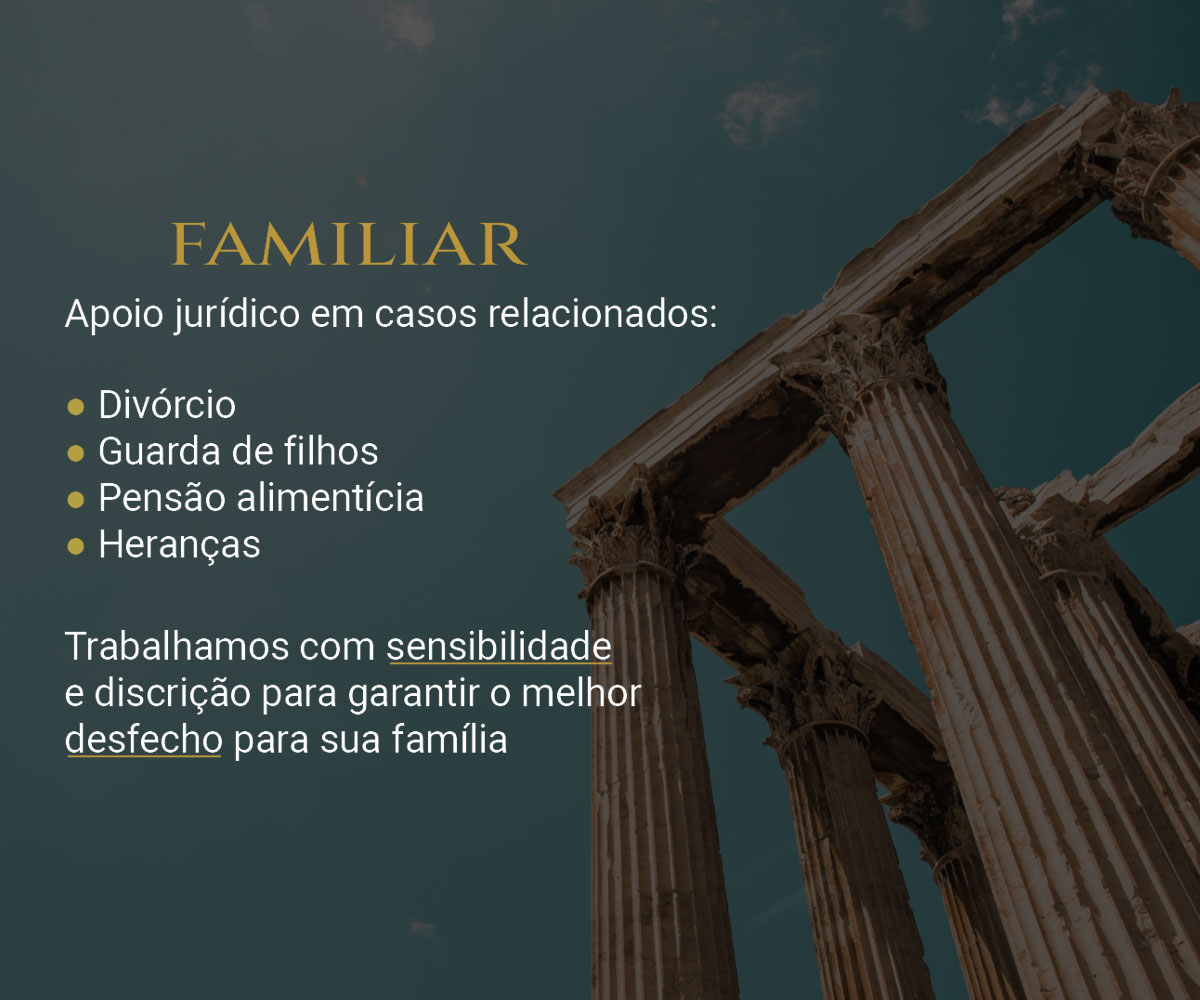 FAMILIAR
Apoio jurídico em casos relacionados:
● Divórcio
● Guarda de filhos
● Pensão alimentícia
● Heranças
Trabalhamos com sensibilidade
e discrição para garantir o melhor
desfecho para sua família